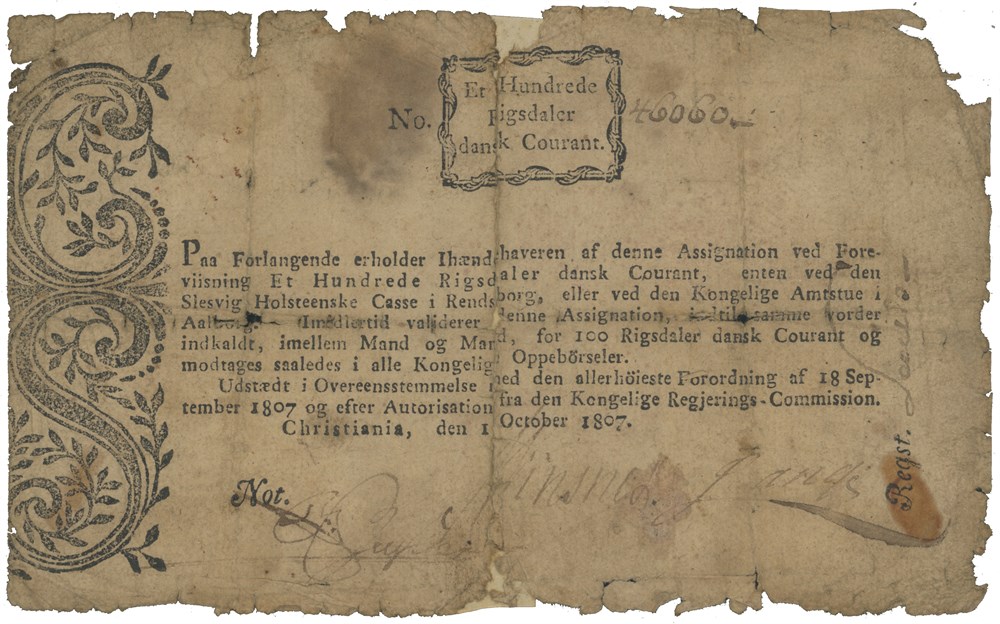 Et Hundrede
Rigsdaler
dansk Courant.
No. 46060
Paa Forlangende erholder Ihændehaveren af denne Assignation ved Fore-
viisning Et Hundrede Rigsdaler dansk Courant, enten ved den
Slesvig Holsteenske Casse i Rendsborg, eller ved den Kongelige Amtstue i
Aalborg. Imidlertid validerer denne Assignation, indtil samme vorder
indkaldt, imellem Mand og Mand, for 100 Rigsdaler dansk Courant og
modtages saaledes i alle Kongelige Oppebörseler.
Udstædt i Overeensstemmelse med den allerhöieste Forordning af 18 Sep-
tember 1807 og efter Autorisation fra den Kongelige Regjerings-Commission.
Christiania, den 1 October 1807.
Not.
Regst.